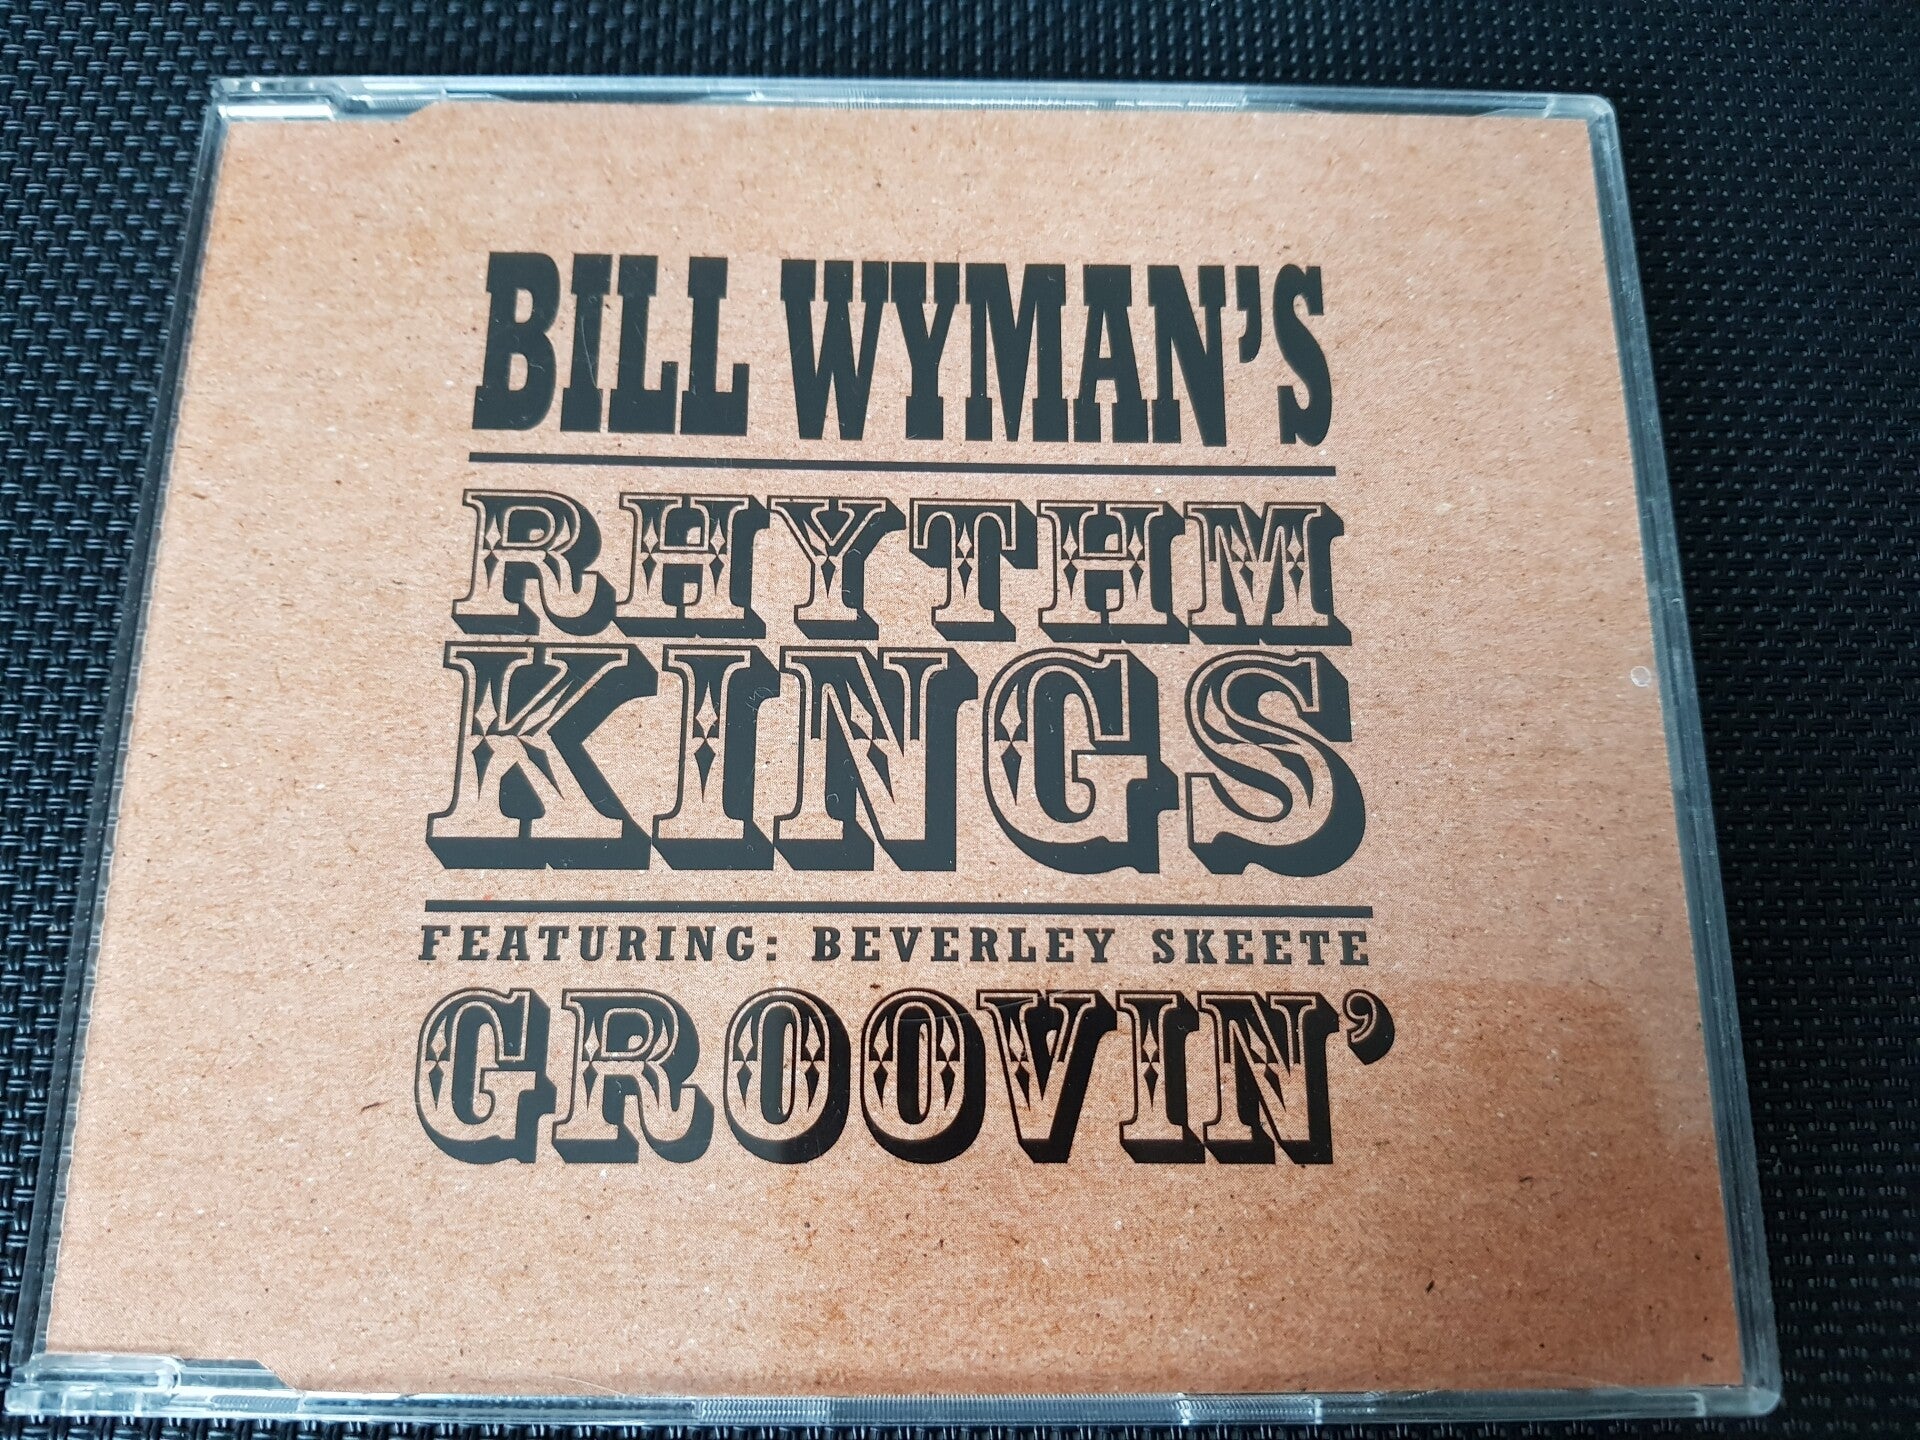 BILL WYMAN'S
RHYTHM
KINGS
FEATURING: BEVERLEY SKEETE
GROOVIN'